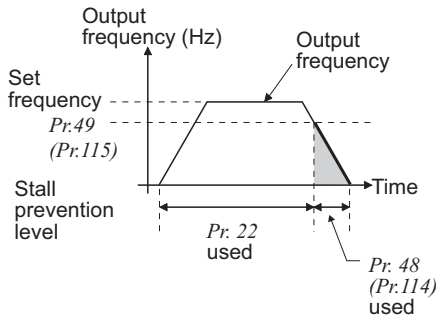 Output
frequency (Hz)
Output
frequency
Set
frequency
Pr.49
(Pr.115)
Time
Stall
prevention
level
Pr. 22
used
Pr. 48
(Pr.114)
used